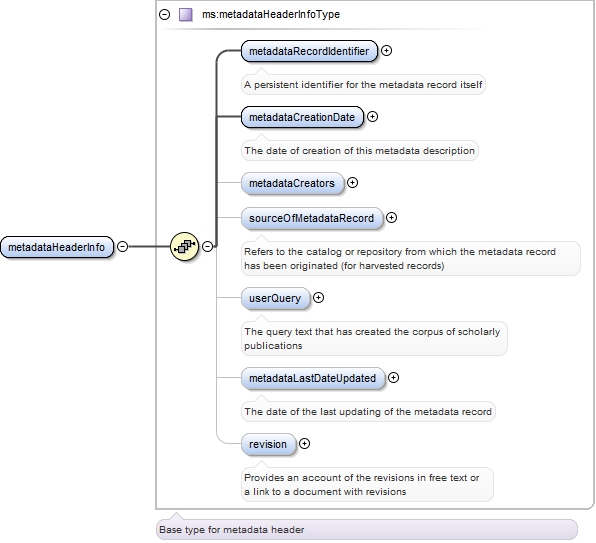 ms:metadataHeaderInfoType
metadataRecordIdentifier
A persistent identifier for the metadata record itself
metadataCreationDate
The date of creation of this metadata description
metadataCreators
sourceOfMetadataRecord
metadataHeaderInfo
Refers to the catalog or repository from which the metadata record
has been originated (for harvested records)
userQuery
The query text that has created the corpus of scholarly
publications
metadataLastDateUpdated
The date of the last updating of the metadata record
revision
Provides an account of the revisions in free text or
a link to a document with revisions
Base type for metadata header